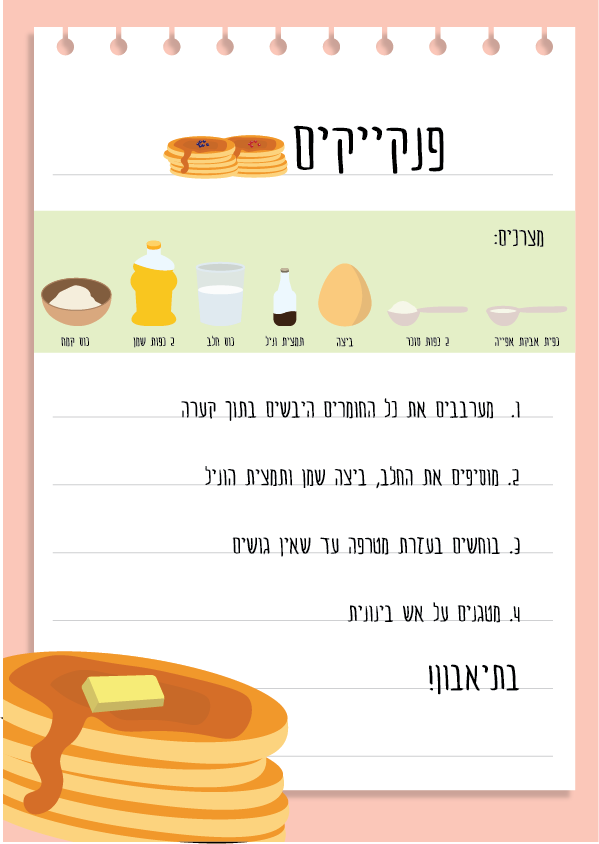 פנקייקים
מצרכים:
כפית אבקת אפייה
2 כפות סוכר
ביצה
תמצית וניל
כוס חלב
2 כפות שמן
כוס קמח
1. מערבבים את כל החומרים היבשים בתוך קערה
2. מוסיפים את החלב, ביצה שמן ותמצית הוניל
3. בוחשים בעזרת מטרפה עד שאין גושים
4. מטגנים על אש בינונית
בתיאבון!